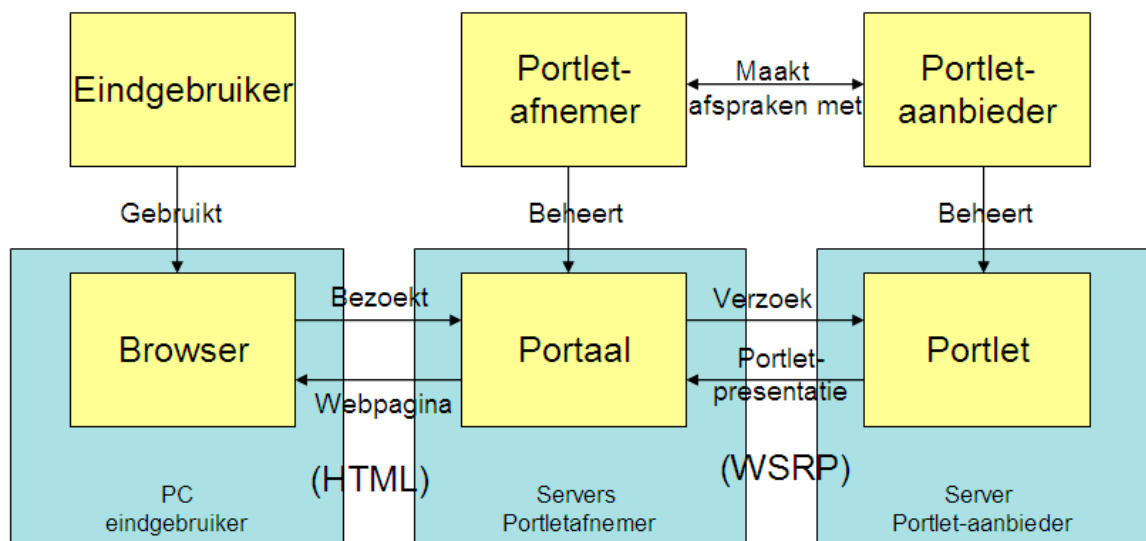 Eindgebruiker
Portlet-
afnemer
Maakt
afspraken met
Portlet-
aanbieder
Gebruikt
Beheert
Beheert
Browser
Bezoekt
Webpagina
Portaal
Verzoek
Portlet-
presentatie
Portlet
(HTML)
(WSRP)
PC
eindgebruiker
Servers
Portletafnemer
Server
Portlet-aanbieder